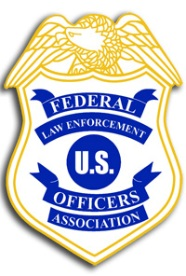 FEDERAL
LAW ENFORCEMENT
U.S.
OFFICERS
ASSOCIATION